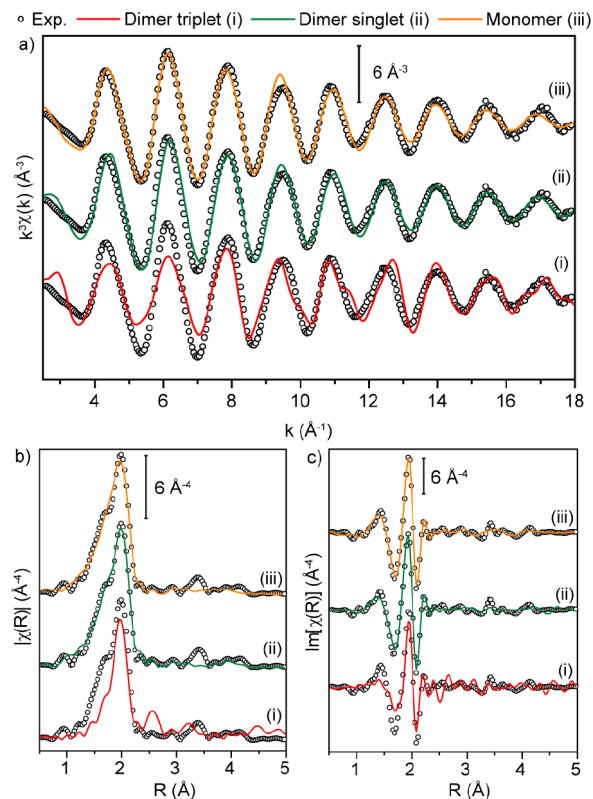 Exp. Dimer triplet (i) Dimer singlet (ii) Monomer (iii)
a)
6 Å-3
(iii)
(ii)
(i)
k3χ(k) (Å-3)
4 6 8 10 12 14 16 18
k (Å-1)
b)
6 Å-4
(iii)
(ii)
(i)
|χ(R)| (Å-4)
1 2 3 4 5
R (Å)
c)
6 Å-4
(iii)
(ii)
(i)
Im[χ(R)] (Å-4)
1 2 3 4 5
R (Å)